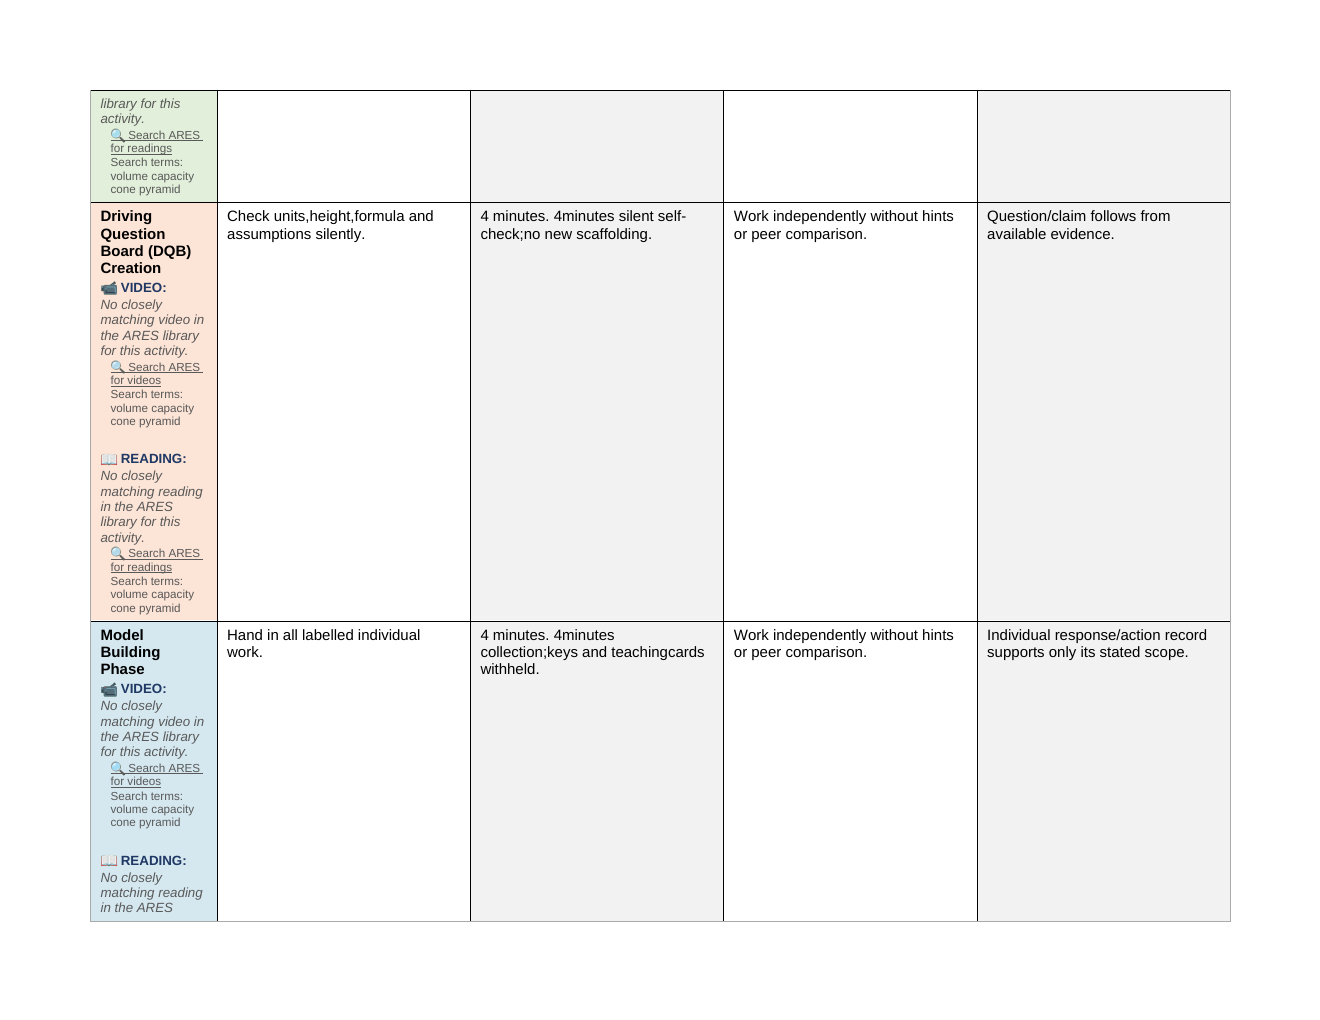 library for this
activity.
🔍 Search ARES
for readings
Search terms:
volume capacity
cone pyramid
Driving
Question
Board (DQB)
Creation
📹 VIDEO:
No closely
matching video in
the ARES library
for this activity.
🔍 Search ARES
for videos
Search terms:
volume capacity
cone pyramid
📖 READING:
No closely
matching reading
in the ARES
library for this
activity.
🔍 Search ARES
for readings
Search terms:
volume capacity
cone pyramid
Check units,height,formula and
assumptions silently.
4 minutes. 4minutes silent self-
check;no new scaffolding.
Work independently without hints
or peer comparison.
Question/claim follows from
available evidence.
Model
Building
Phase
📹 VIDEO:
No closely
matching video in
the ARES library
for this activity.
🔍 Search ARES
for videos
Search terms:
volume capacity
cone pyramid
📖 READING:
No closely
matching reading
in the ARES
Hand in all labelled individual
work.
4 minutes. 4minutes
collection;keys and teachingcards
withheld.
Work independently without hints
or peer comparison.
Individual response/action record
supports only its stated scope.